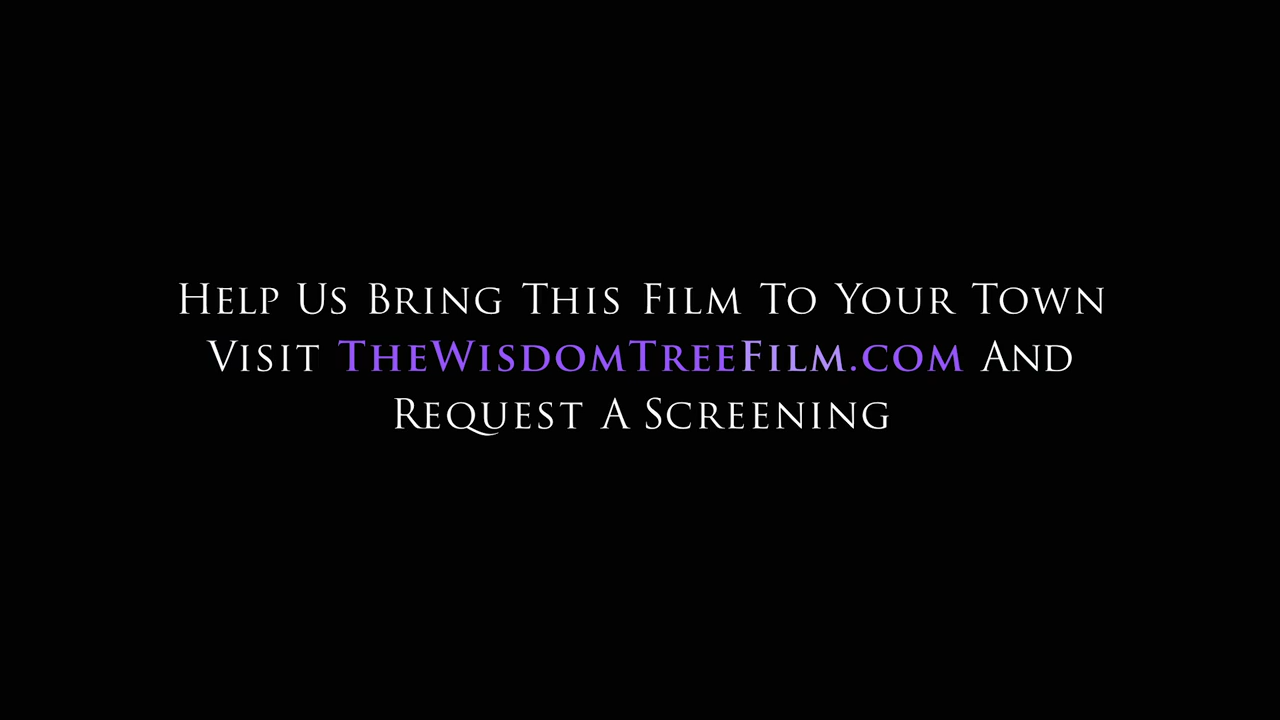 Help Us Bring This Film To Your Town
Visit TheWisdomTreeFilm.com And
Request A Screening